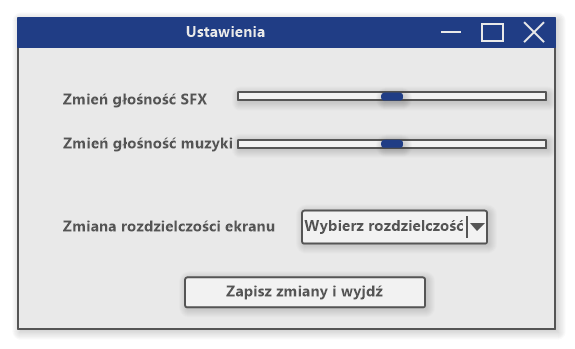 Ustawienia
Zmień głośność SFX
Zmień głośność muzyki
Zmiana rozdzielczości ekranu
Wybierz rozdzielczość
Zapisz zmiany i wyjdź